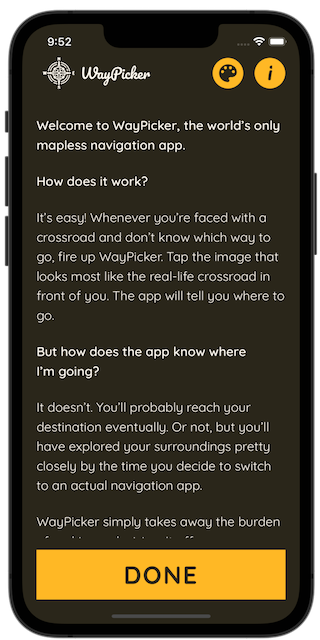 9:52
WayPicker
i
Welcome to WayPicker, the world's only
mapless navigation app.
How does it work?
It's easy! Whenever you're faced with a
crossroad and don't know which way to
go, fire up WayPicker. Tap the image that
looks most like the real-life crossroad in
front of you. The app will tell you where to
go.
But how does the app know where
I'm going?
It doesn't. You'll probably reach your
destination eventually. Or not, but you'll
have explored your surroundings pretty
closely by the time you decide to switch
to an actual navigation app.
WayPicker simply takes away the burden
DONE